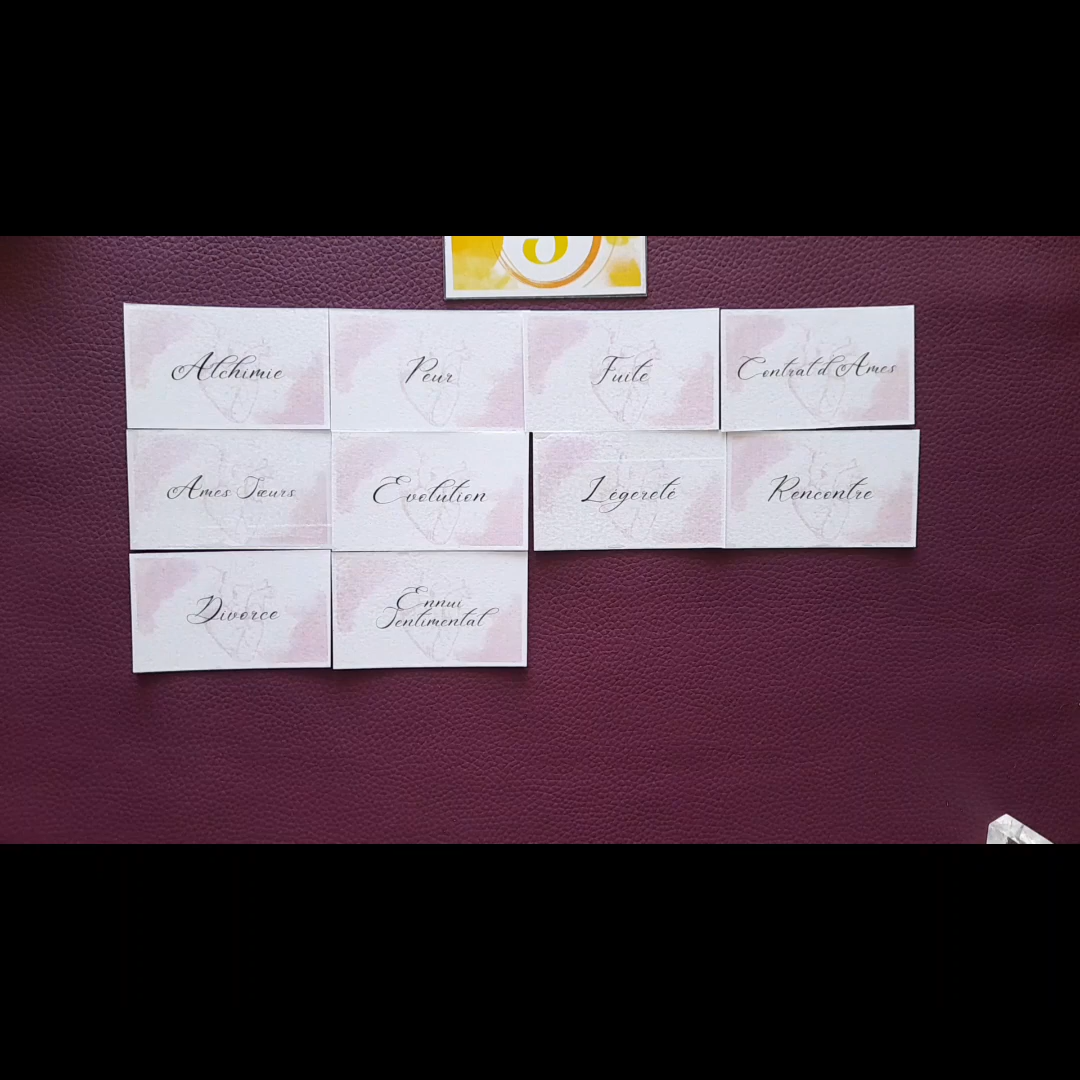 Alchimie
Peur
Fuite
Contrat d'Ames
Ames Sœurs
Evolution
Légereté
Rencontre
Divorce
Ennui
Sentimental